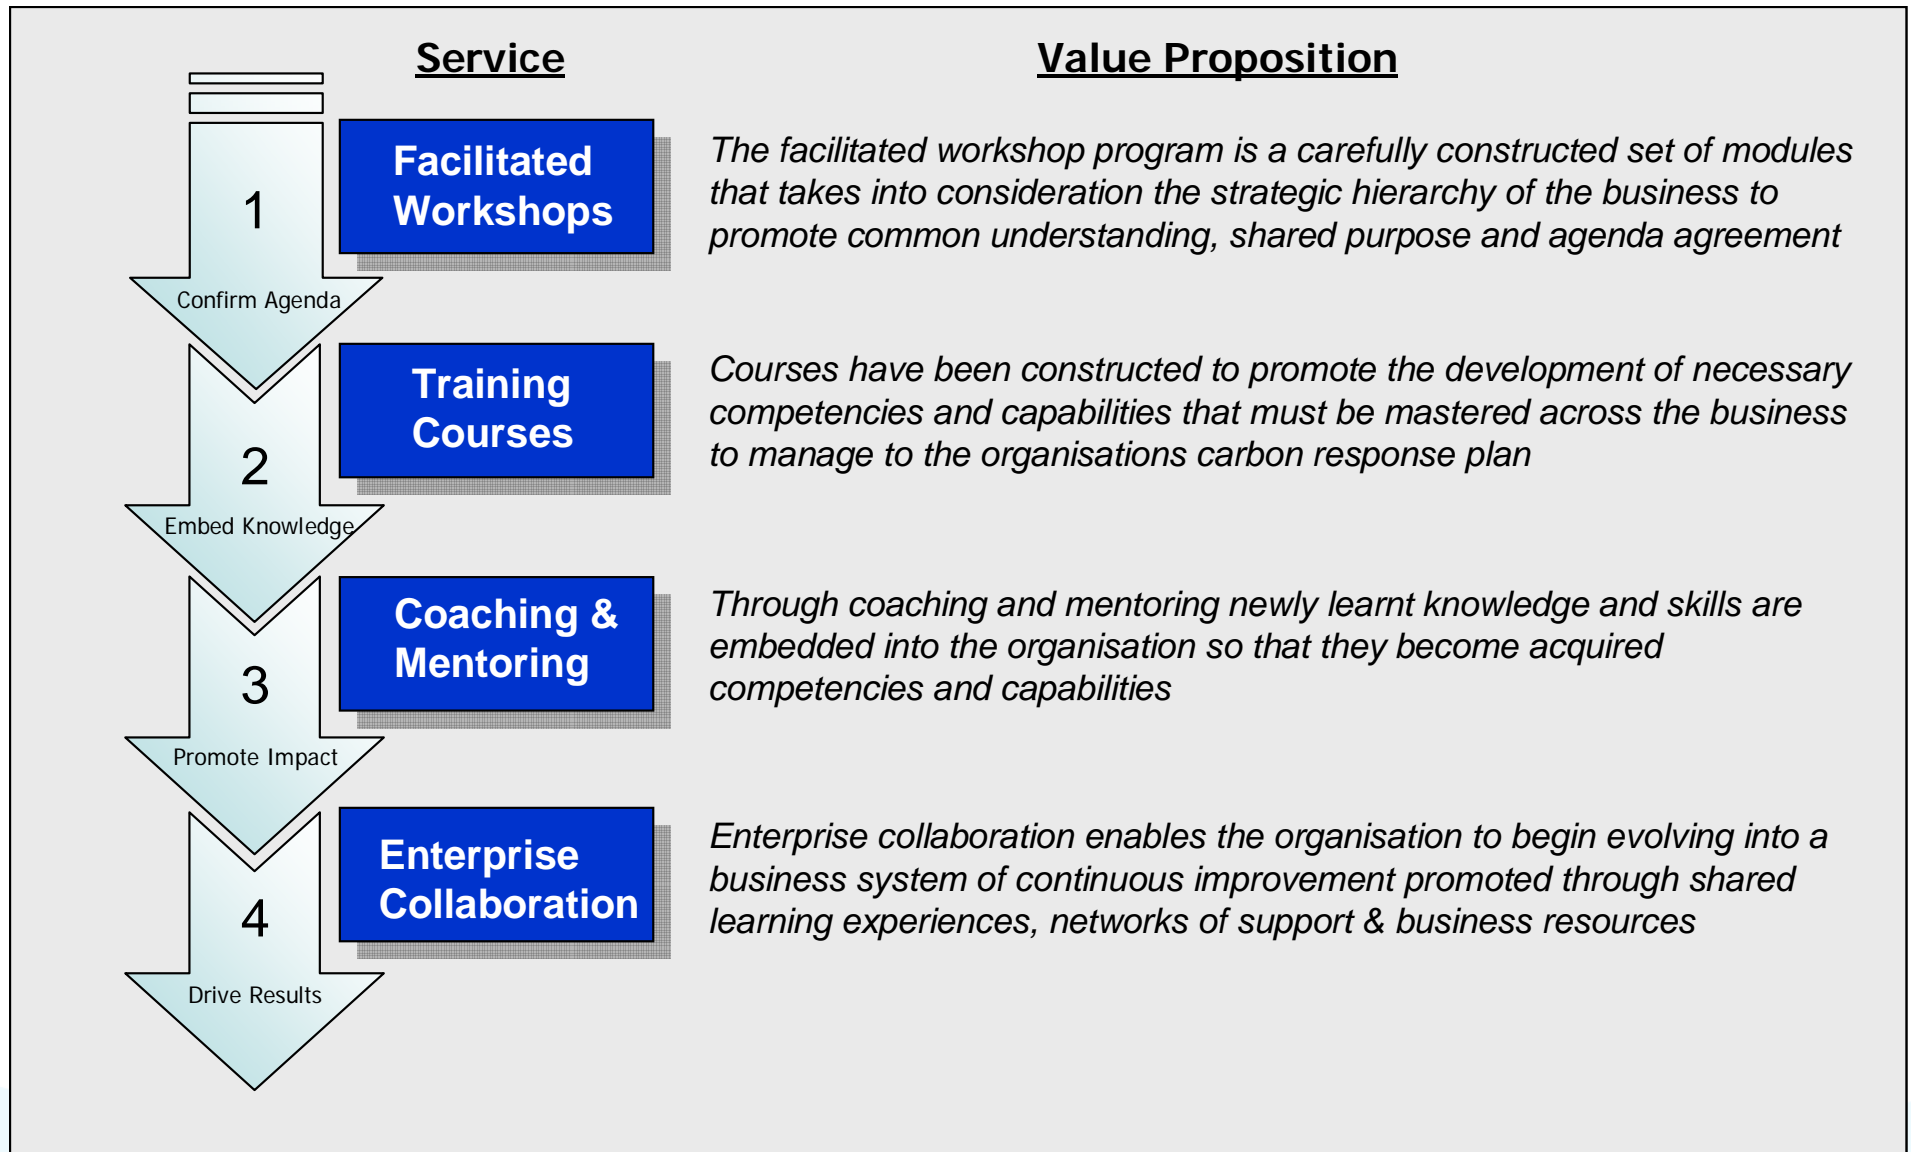 Service
Value Proposition
1
Confirm Agenda
Facilitated
Workshops
The facilitated workshop program is a carefully constructed set of modules
that takes into consideration the strategic hierarchy of the business to
promote common understanding, shared purpose and agenda agreement
2
Embed Knowledge
Training
Courses
Courses have been constructed to promote the development of necessary
competencies and capabilities that must be mastered across the business
to manage to the organisations carbon response plan
3
Promote Impact
Coaching &
Mentoring
Through coaching and mentoring newly learnt knowledge and skills are
embedded into the organisation so that they become acquired
competencies and capabilities
4
Drive Results
Enterprise
Collaboration
Enterprise collaboration enables the organisation to begin evolving into a
business system of continuous improvement promoted through shared
learning experiences, networks of support & business resources